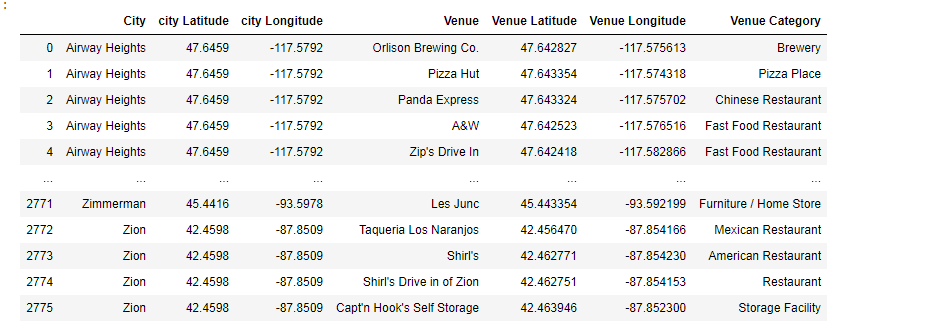 :
City city Latitude city Longitude Venue Venue Latitude Venue Longitude Venue Category
0 Airway Heights 47.6459 -117.5792 Orlison Brewing Co. 47.642827 -117.575613 Brewery
1 Airway Heights 47.6459 -117.5792 Pizza Hut 47.643354 -117.574318 Pizza Place
2 Airway Heights 47.6459 -117.5792 Panda Express 47.643324 -117.575702 Chinese Restaurant
3 Airway Heights 47.6459 -117.5792 A&W 47.642523 -117.576516 Fast Food Restaurant
4 Airway Heights 47.6459 -117.5792 Zip's Drive In 47.642418 -117.582866 Fast Food Restaurant
... ... ... ... ... ... ... ...
2771 Zimmerman 45.4416 -93.5978 Les Junc 45.443354 -93.592199 Furniture / Home Store
2772 Zion 42.4598 -87.8509 Taqueria Los Naranjos 42.456470 -87.854166 Mexican Restaurant
2773 Zion 42.4598 -87.8509 Shirl's 42.462771 -87.854230 American Restaurant
2774 Zion 42.4598 -87.8509 Shirl's Drive in of Zion 42.462751 -87.854153 Restaurant
2775 Zion 42.4598 -87.8509 Capt'n Hook's Self Storage 42.463946 -87.852300 Storage Facility